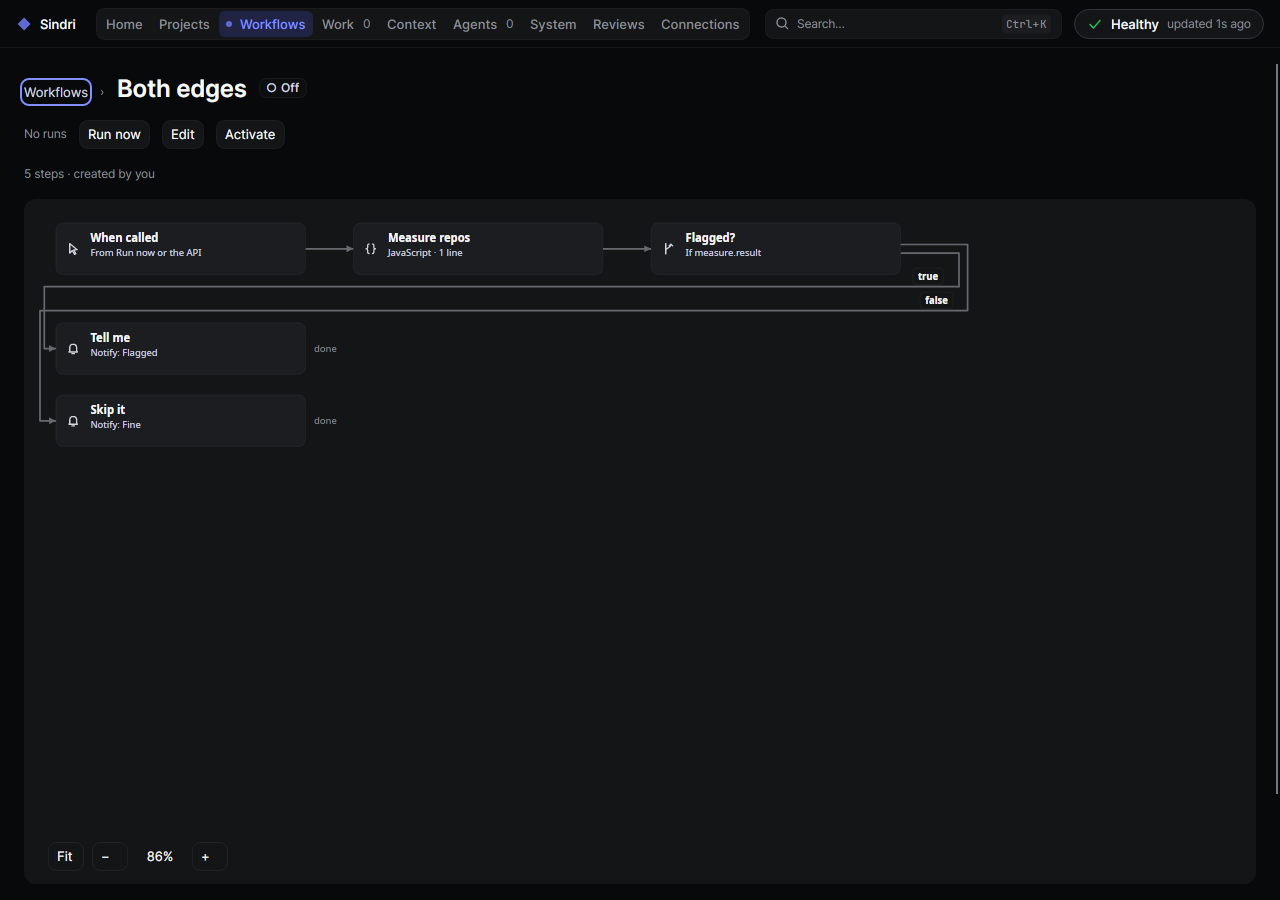 Sindri Home Projects Workflows Work 0 Context Agents 0 System Reviews Connections Search... Ctrl+K Healthy updated 1s ago
Workflows › Both edges Off
No runs Run now Edit Activate
5 steps · created by you
When called
From Run now or the API
Measure repos
JavaScript · 1 line
Flagged?
If measure.result
true
false
Tell me
Notify: Flagged
done
Skip it
Notify: Fine
done
Fit − 86% +